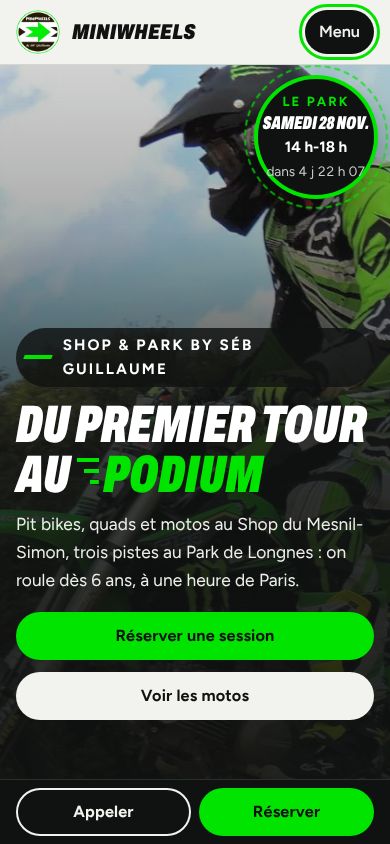 MINIWHEELS
MINIWHEELS
Menu
LE PARK
SAMEDI 28 NOV.
14 h-18 h
dans 4 j 22 h 07
SHOP & PARK BY SÉB
GUILLAUME
DU PREMIER TOUR
AU PODIUM
Pit bikes, quads et motos au Shop du Mesnil-
Simon, trois pistes au Park de Longnes : on
roule dès 6 ans, à une heure de Paris.
Réserver une session
Voir les motos
Appeler
Réserver